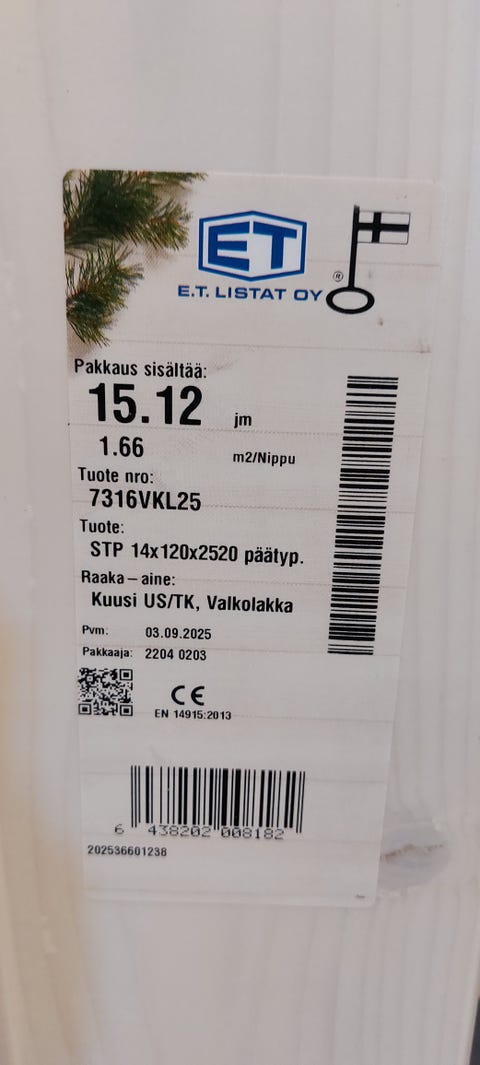 ET
E.T. LISTAT OY
®
Pakkaus sisältää:
15.12 jm
1.66 m2/Nippu
Tuote nro:
7316VKL25
Tuote:
STP 14x120x2520 päätyp.
Raaka-aine:
Kuusi US/TK, Valkolakka
Pvm: 03.09.2025
Pakkaaja: 2204 0203
CE
EN 14915:2013
6 438202 008182
202536601238